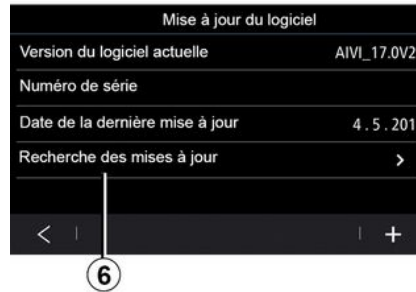 Mise à jour du logiciel
Version du logiciel actuelle AIVI_17.0V2
Numéro de série
Date de la dernière mise à jour 4.5.201
Recherche des mises à jour >
< +
6